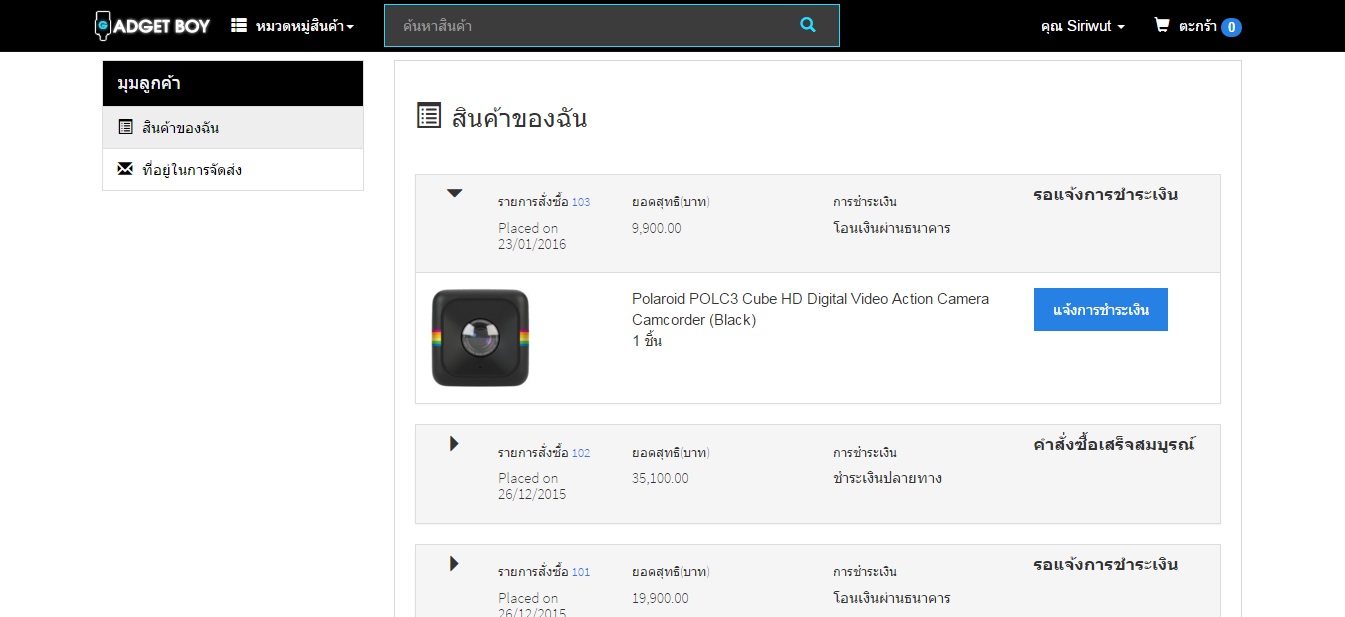 GADGET BOY
หมวดหมู่สินค้า
ค้นหาสินค้า
คุณ Siriwut
ตะกร้า 0
มุมลูกค้า
สินค้าของฉัน
ที่อยู่ในการจัดส่ง
สินค้าของฉัน
รายการสั่งซื้อ 103 ยอดสุทธิ(บาท) การชำระเงิน รอแจ้งการชำระเงิน
Placed on 9,900.00 โอนเงินผ่านธนาคาร
23/01/2016
Polaroid POLC3 Cube HD Digital Video Action Camera
Camcorder (Black)
1 ชิ้น
แจ้งการชำระเงิน
รายการสั่งซื้อ 102 ยอดสุทธิ(บาท) การชำระเงิน คำสั่งซื้อเสร็จสมบูรณ์
Placed on 35,100.00 ชำระเงินปลายทาง
26/12/2015
รายการสั่งซื้อ 101 ยอดสุทธิ(บาท) การชำระเงิน รอแจ้งการชำระเงิน
Placed on 19,900.00 โอนเงินผ่านธนาคาร
26/12/2015